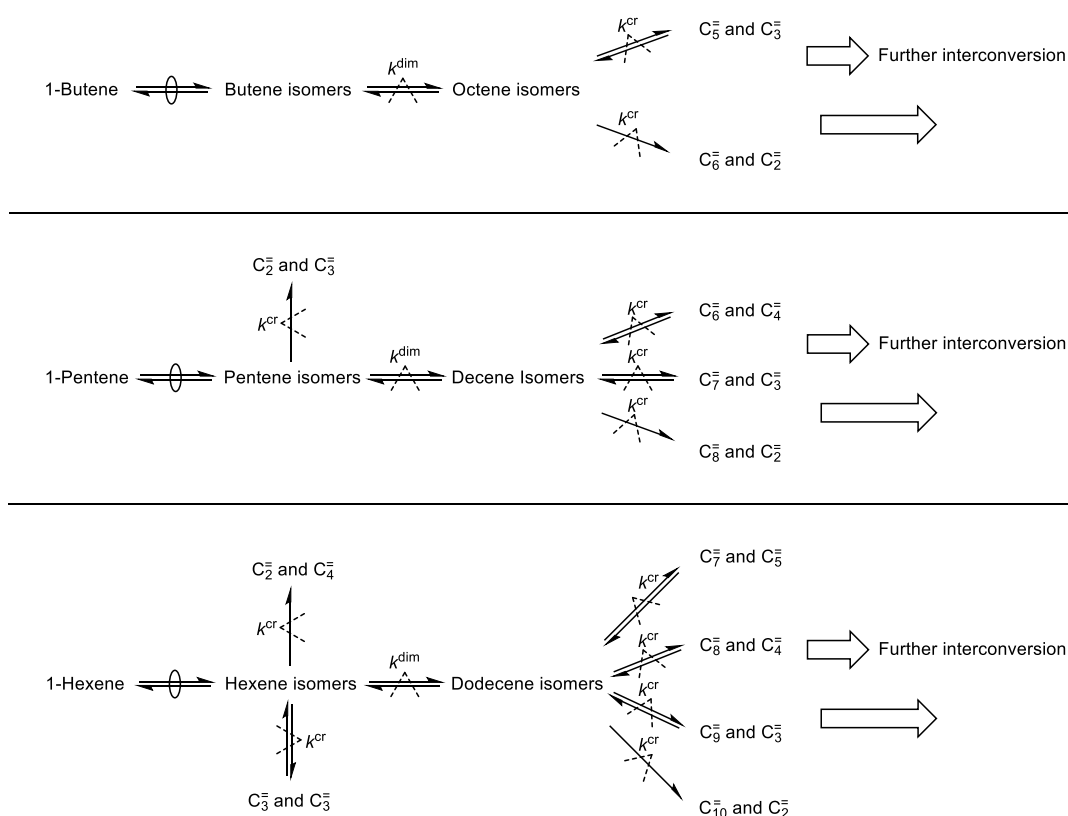 k^cr C₅⁼ and C₃⁼
Further interconversion
1-Butene Butene isomers k^dim Octene isomers
k^cr
C₆⁼ and C₂⁼
C₂⁼ and C₃⁼
k^cr
k^cr C₆⁼ and C₄⁼
Further interconversion
1-Pentene Pentene isomers k^dim Decene Isomers k^cr C₇⁼ and C₃⁼
k^cr
C₈⁼ and C₂⁼
C₂⁼ and C₄⁼
k^cr
k^cr C₇⁼ and C₅⁼
k^cr C₈⁼ and C₄⁼
Further interconversion
1-Hexene Hexene isomers k^dim Dodecene isomers
k^cr C₉⁼ and C₃⁼
k^cr
k^cr
C₃⁼ and C₃⁼
C₁₀⁼ and C₂⁼